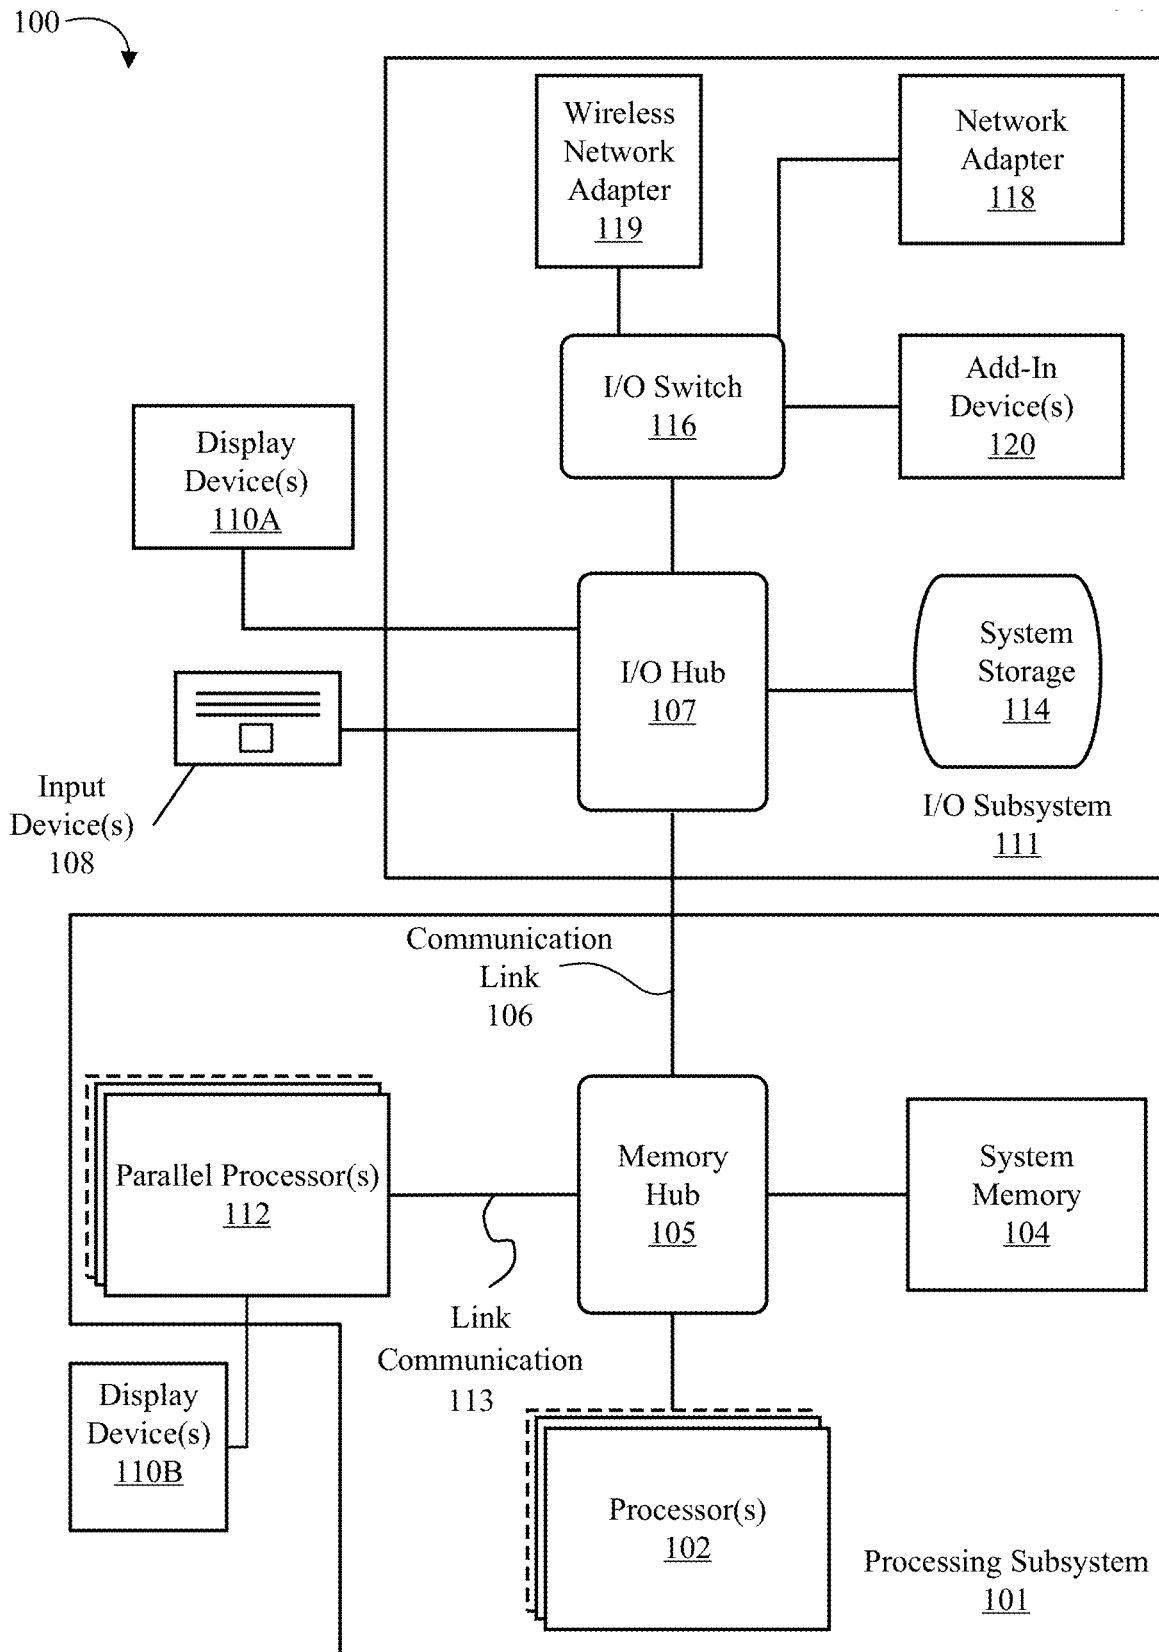 100
Wireless
Network
Adapter
119
Network
Adapter
118
I/O Switch
116
Add-In
Device(s)
120
Display
Device(s)
110A
I/O Hub
107
System
Storage
114
Input
Device(s)
108
I/O Subsystem
111
Communication
Link
106
Parallel Processor(s)
112
Memory
Hub
105
System
Memory
104
Link
Communication
113
Display
Device(s)
110B
Processor(s)
102
Processing Subsystem
101